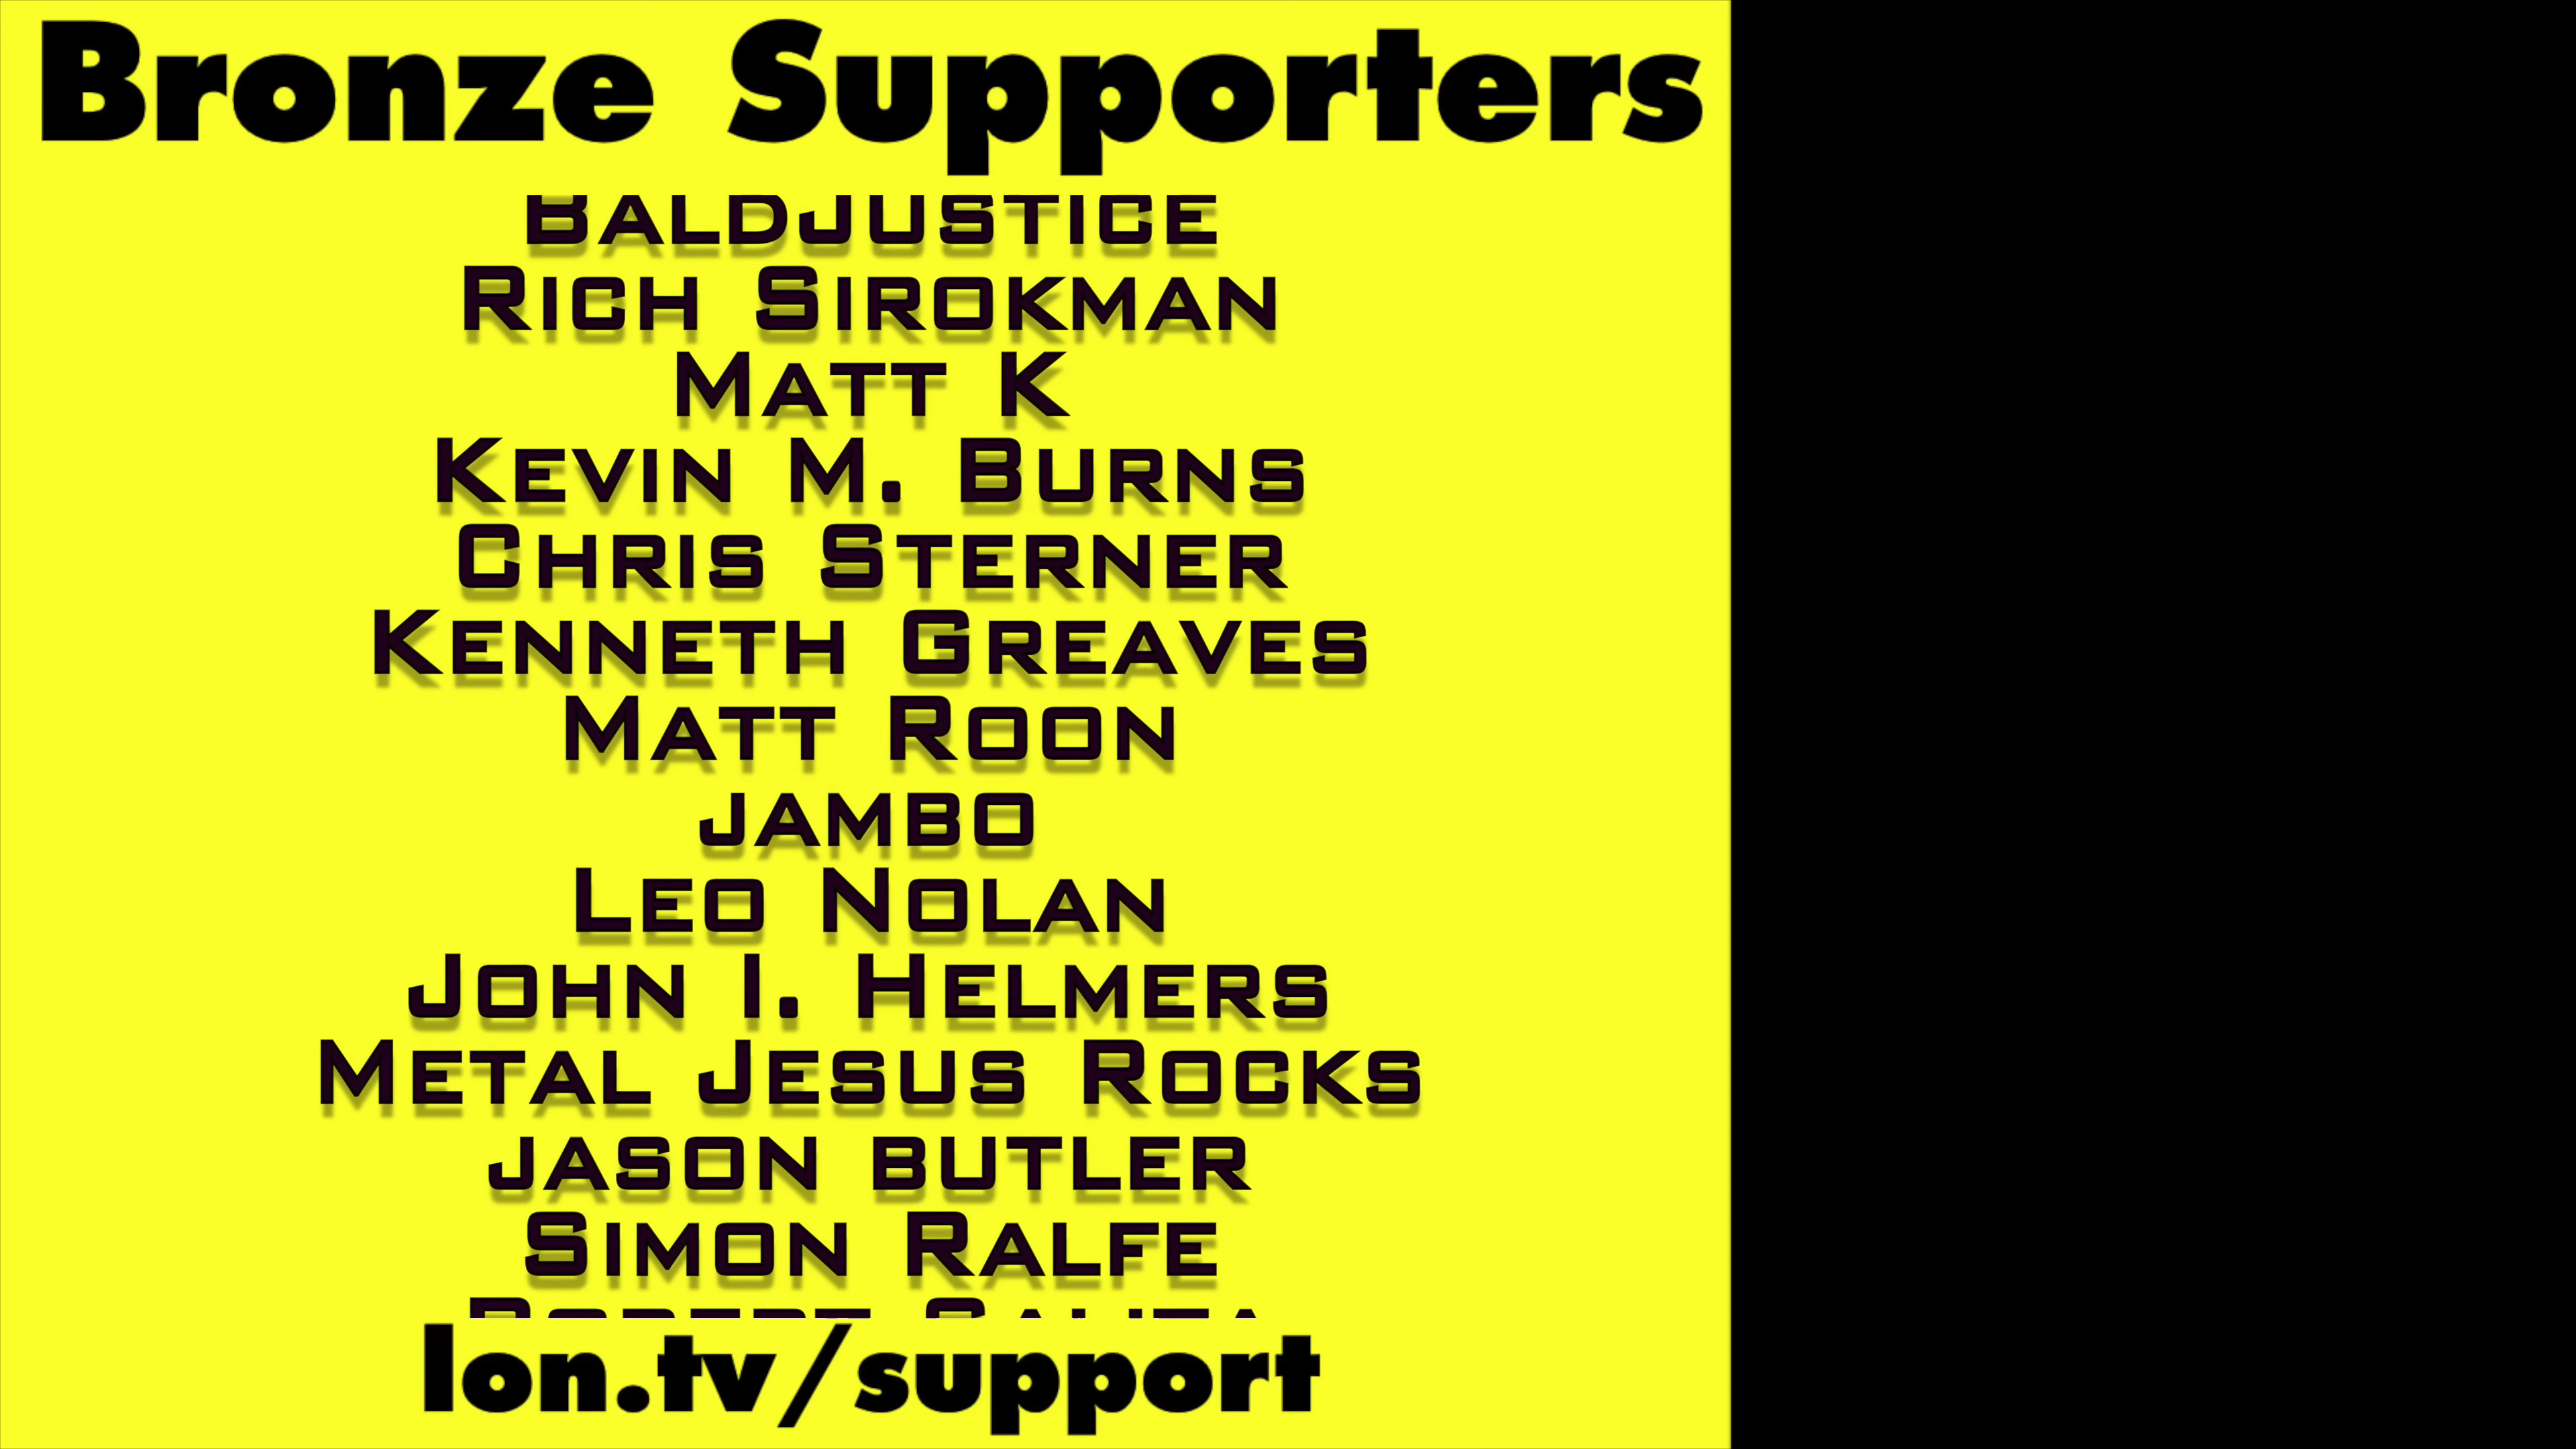 Bronze Supporters
BALDJUSTICE
RICH SIROKMAN
MATT K
KEVIN M. BURNS
CHRIS STERNER
KENNETH GREAVES
MATT ROON
JAMBO
LEO NOLAN
JOHN I. HELMERS
METAL JESUS ROCKS
JASON BUTLER
SIMON RALFE
ROBERT
lon.tv/support